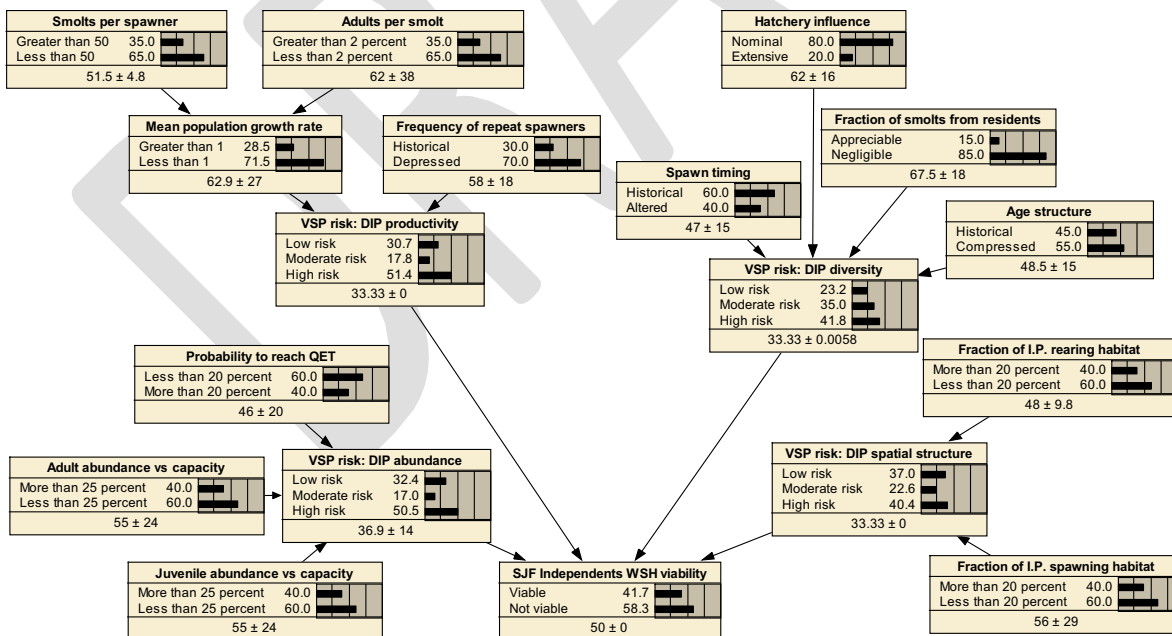 Smolts per spawner
Greater than 50 35.0
Less than 50 65.0
51.5 ± 4.8
Adults per smolt
Greater than 2 percent 35.0
Less than 2 percent 65.0
62 ± 38
Hatchery influence
Nominal 80.0
Extensive 20.0
62 ± 16
Mean population growth rate
Greater than 1 28.5
Less than 1 71.5
62.9 ± 27
Frequency of repeat spawners
Historical 30.0
Depressed 70.0
58 ± 18
Fraction of smolts from residents
Appreciable 15.0
Negligible 85.0
67.5 ± 18
Spawn timing
Historical 60.0
Altered 40.0
47 ± 15
Age structure
Historical 45.0
Compressed 55.0
48.5 ± 15
VSP risk: DIP productivity
Low risk 30.7
Moderate risk 17.8
High risk 51.4
33.33 ± 0
VSP risk: DIP diversity
Low risk 23.2
Moderate risk 35.0
High risk 41.8
33.33 ± 0.0058
Probability to reach QET
Less than 20 percent 60.0
More than 20 percent 40.0
46 ± 20
Fraction of I.P. rearing habitat
More than 20 percent 40.0
Less than 20 percent 60.0
48 ± 9.8
Adult abundance vs capacity
More than 25 percent 40.0
Less than 25 percent 60.0
55 ± 24
VSP risk: DIP abundance
Low risk 32.4
Moderate risk 17.0
High risk 50.5
36.9 ± 14
VSP risk: DIP spatial structure
Low risk 37.0
Moderate risk 22.6
High risk 40.4
33.33 ± 0
Juvenile abundance vs capacity
More than 25 percent 40.0
Less than 25 percent 60.0
55 ± 24
SJF Independents WSH viability
Viable 41.7
Not viable 58.3
50 ± 0
Fraction of I.P. spawning habitat
More than 20 percent 40.0
Less than 20 percent 60.0
56 ± 29